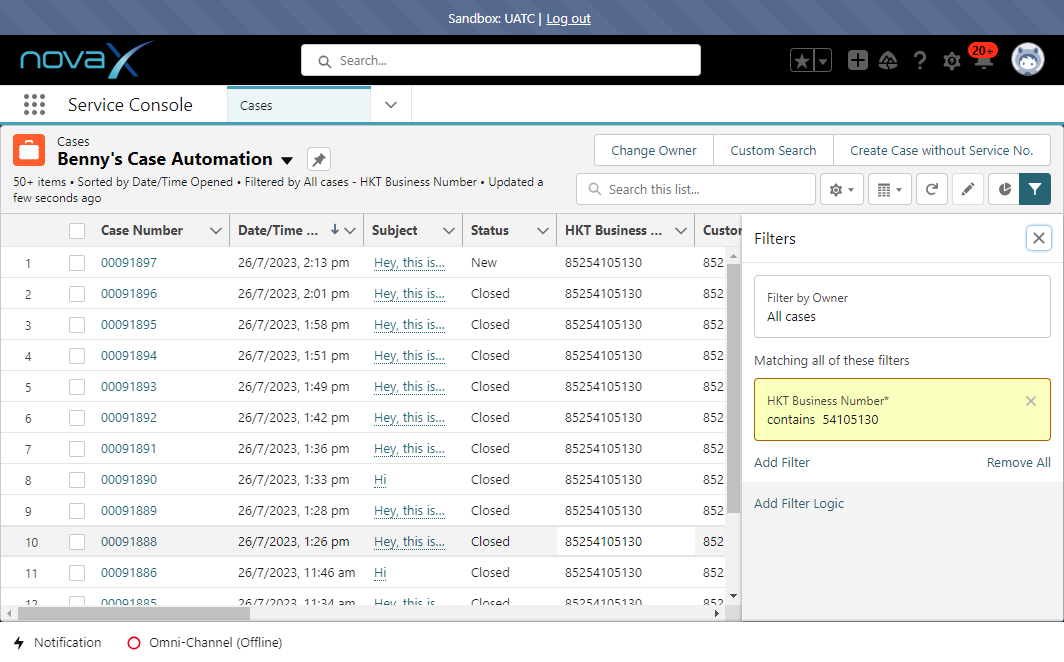 Sandbox: UATC | Log out
novaX
Search...
20+
Service Console
Cases
Cases
Benny's Case Automation
50+ items • Sorted by Date/Time Opened • Filtered by All cases - HKT Business Number • Updated a
few seconds ago
Change Owner
Custom Search
Create Case without Service No.
Search this list...
Case Number Date/Time ... Subject Status HKT Business ... Custor
1 00091897 26/7/2023, 2:13 pm Hey, this is... New 85254105130 852
2 00091896 26/7/2023, 2:01 pm Hey, this is... Closed 85254105130 852
3 00091895 26/7/2023, 1:58 pm Hey, this is... Closed 85254105130 852
4 00091894 26/7/2023, 1:51 pm Hey, this is... Closed 85254105130 852
5 00091893 26/7/2023, 1:49 pm Hey, this is... Closed 85254105130 852
6 00091892 26/7/2023, 1:42 pm Hey, this is... Closed 85254105130 852
7 00091891 26/7/2023, 1:36 pm Hey, this is... Closed 85254105130 852
8 00091890 26/7/2023, 1:33 pm Hi Closed 85254105130 852
9 00091889 26/7/2023, 1:28 pm Hey, this is... Closed 85254105130 852
10 00091888 26/7/2023, 1:26 pm Hey, this is... Closed 85254105130 852
11 00091886 26/7/2023, 11:46 am Hi Closed 85254105130 852
12 00091885 26/7/2023, 11:34 am Hey, this is... Closed 85254105130 852
Filters
Filter by Owner
All cases
Matching all of these filters
HKT Business Number*
contains 54105130
Add Filter
Remove All
Add Filter Logic
Notification
Omni-Channel (Offline)